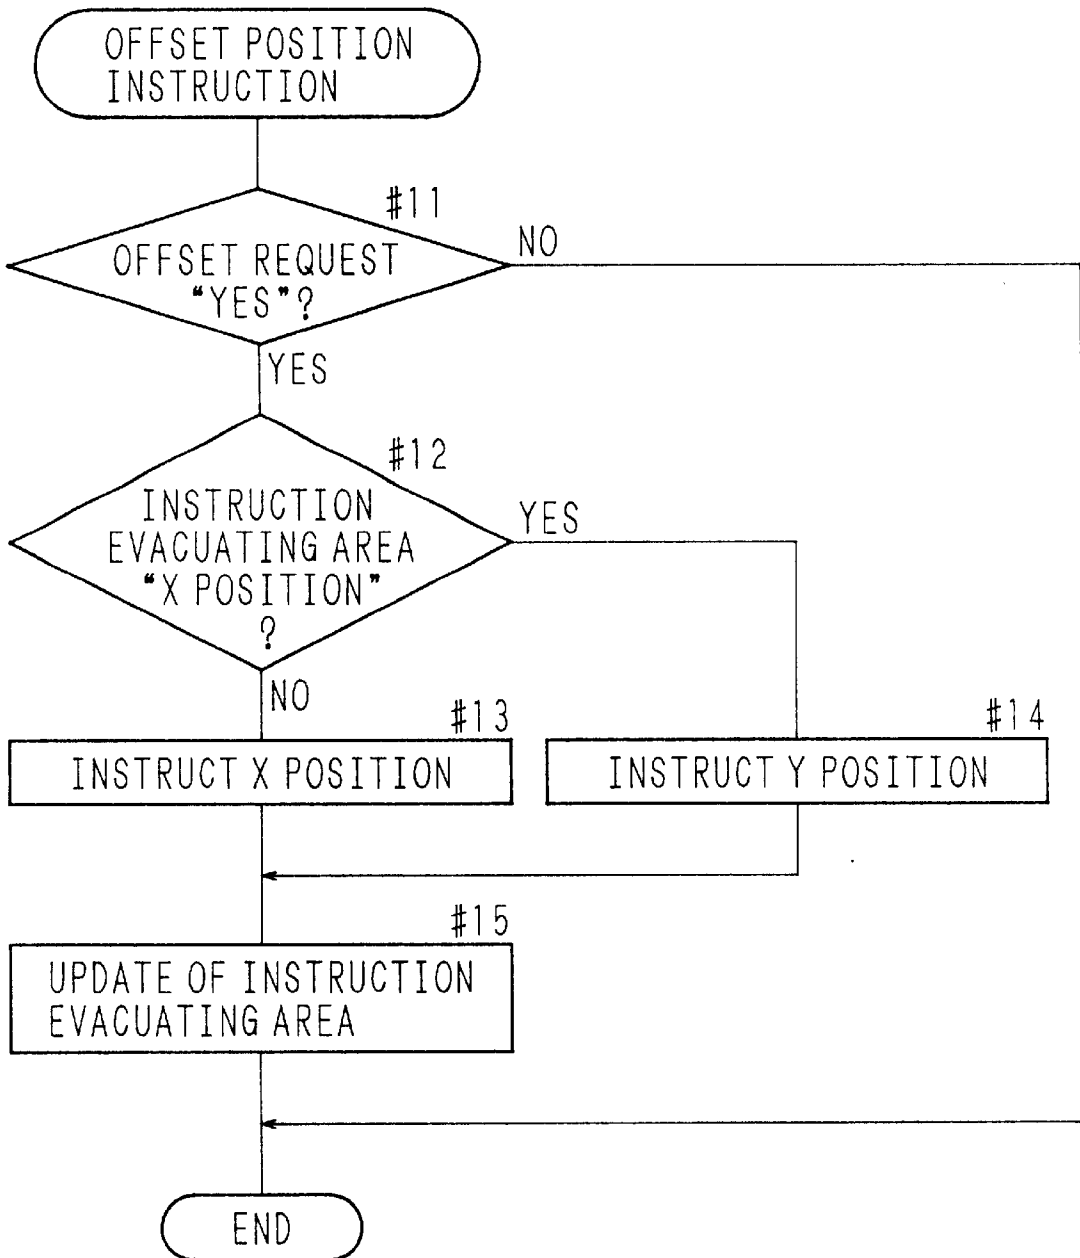 OFFSET POSITION
INSTRUCTION
#11
OFFSET REQUEST
“YES”?
NO
YES
#12
INSTRUCTION
EVACUATING AREA
“X POSITION”
?
YES
NO
#13
INSTRUCT X POSITION
#14
INSTRUCT Y POSITION
#15
UPDATE OF INSTRUCTION
EVACUATING AREA
END